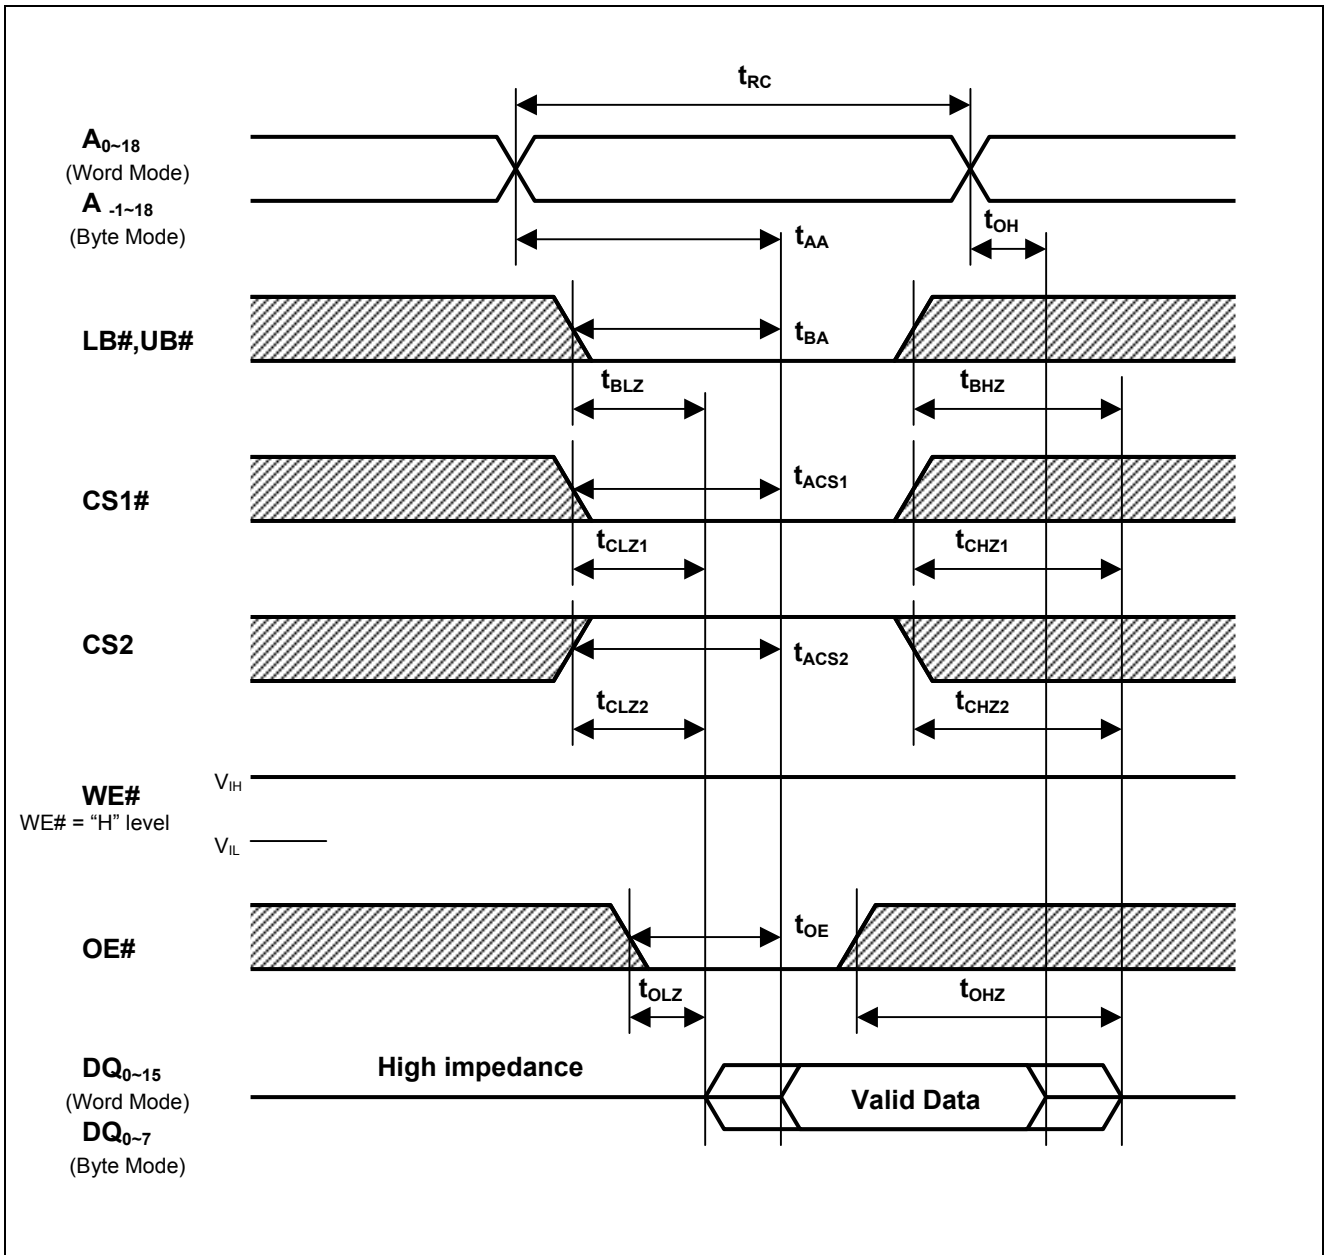 tRC
A0~18
(Word Mode)
A -1~18
(Byte Mode)
tOH
tAA
LB#,UB#
tBA
tBLZ
tBHZ
CS1#
tACS1
tCLZ1
tCHZ1
CS2
tACS2
tCLZ2
tCHZ2
WE#
VIH
WE# = “H” level
VIL
OE#
tOE
tOLZ
tOHZ
DQ0~15
High impedance
(Word Mode)
Valid Data
DQ0~7
(Byte Mode)